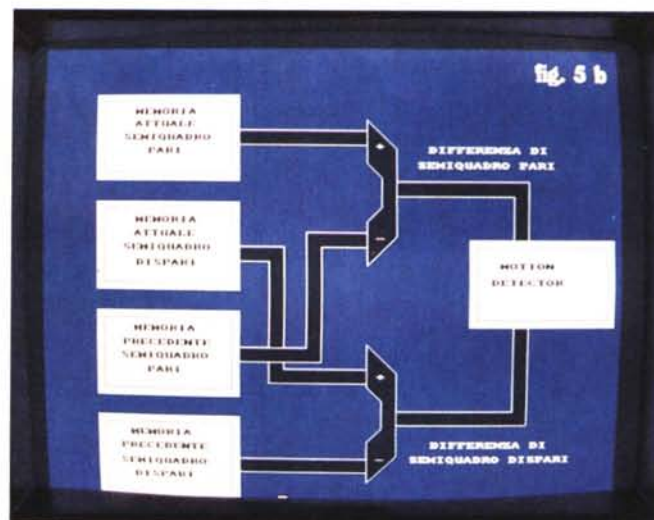 fig. 5 b
MEMORIA
ATTUALE
SEMIQUADRO
PARI
DIFFERENZA DI
SEMIQUADRO PARI
MEMORIA
ATTUALE
SEMIQUADRO
DISPARI
MOTION
DETECTOR
MEMORIA
PRECEDENTE
SEMIQUADRO
PARI
MEMORIA
PRECEDENTE
SEMIQUADRO
DISPARI
DIFFERENZA DI
SEMIQUADRO DISPARI
+
-
+
-